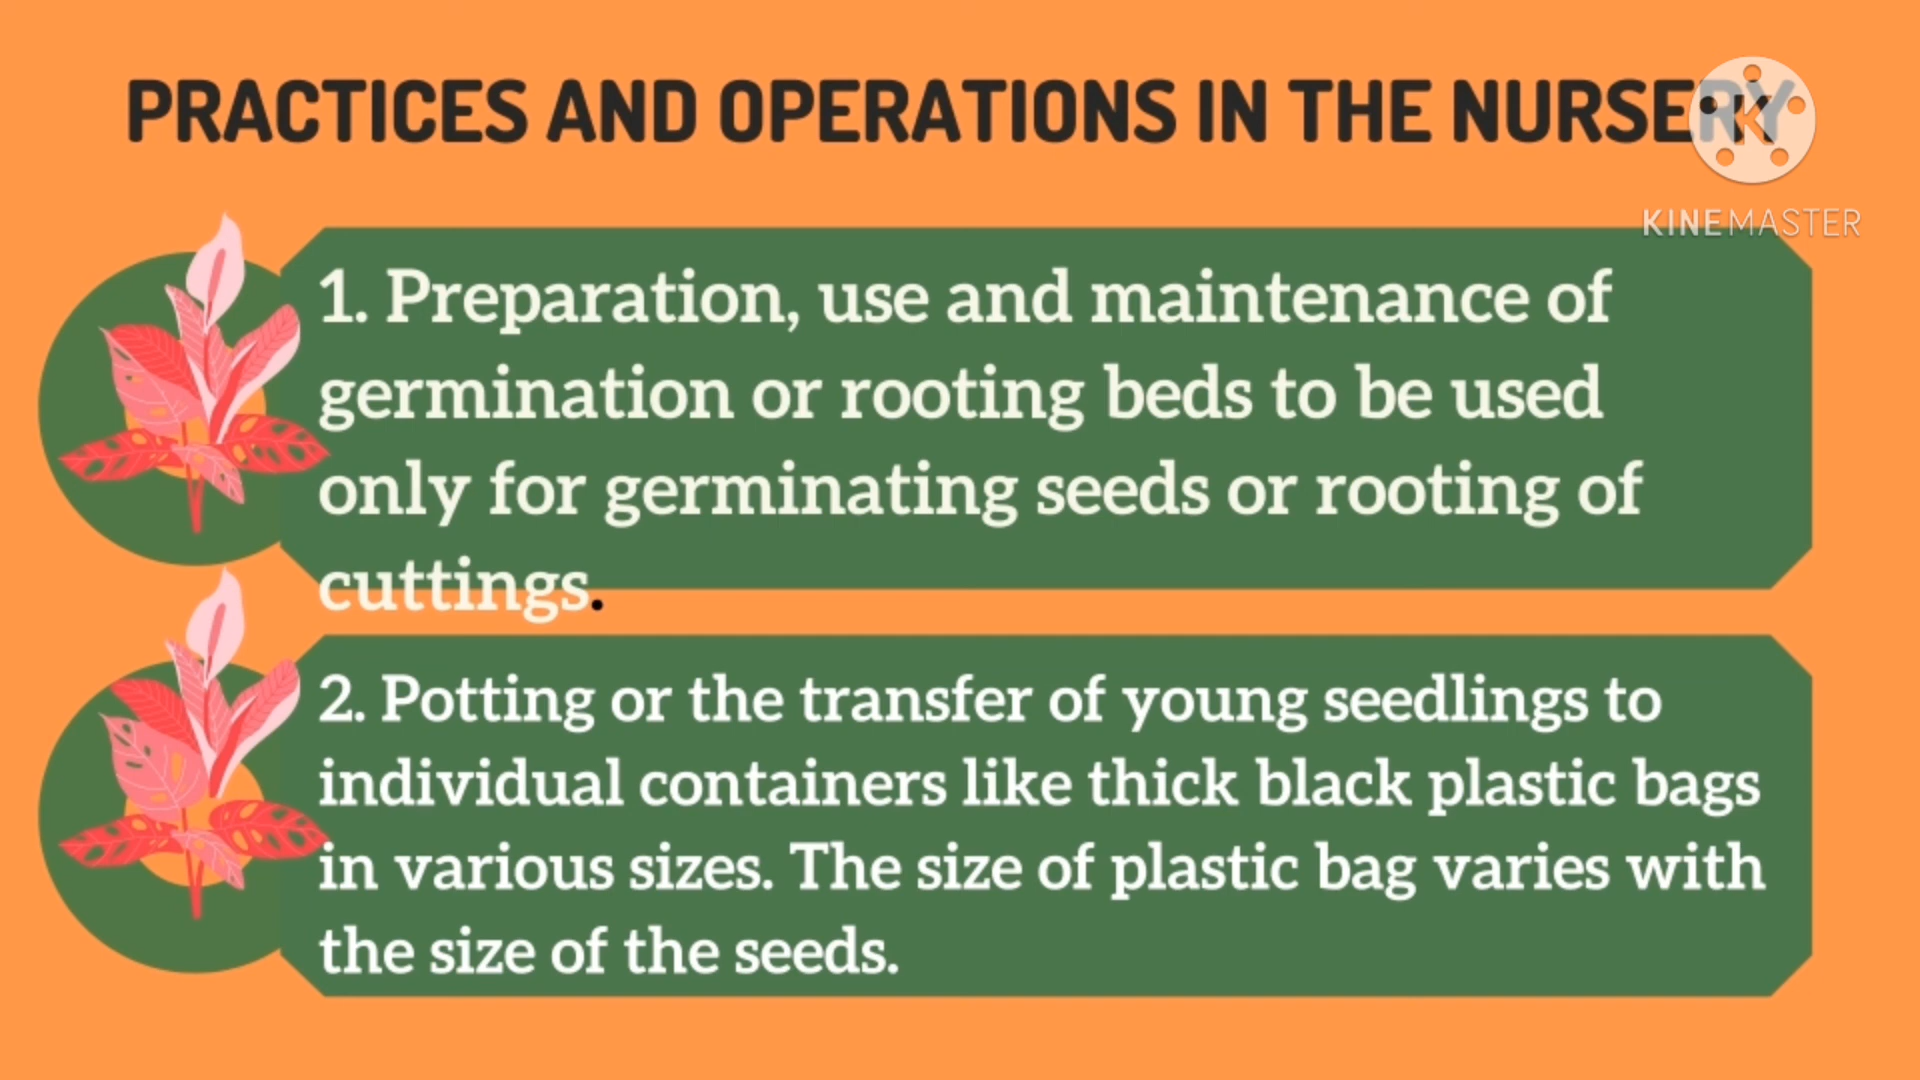 PRACTICES AND OPERATIONS IN THE NURSERY
K
KINEMASTER
1. Preparation, use and maintenance of
germination or rooting beds to be used
only for germinating seeds or rooting of
cuttings.
2. Potting or the transfer of young seedlings to
individual containers like thick black plastic bags
in various sizes. The size of plastic bag varies with
the size of the seeds.